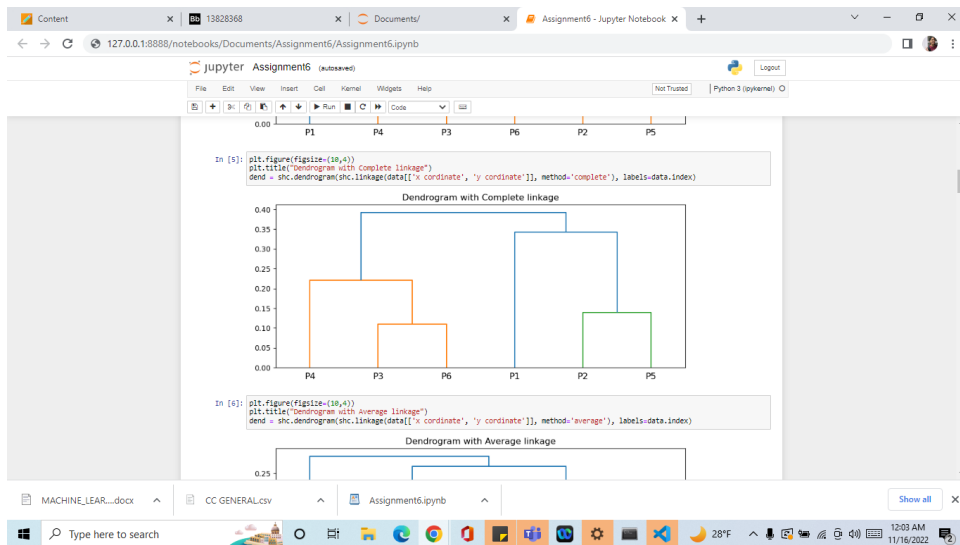 Content
Bb 13828368
Documents/
Assignment6 - Jupyter Notebook
127.0.0.1:8888/notebooks/Documents/Assignment6/Assignment6.ipynb
jupyter Assignment6 (autosaved)
Logout
File Edit View Insert Cell Kernel Widgets Help
Not Trusted
Python 3 (ipykernel)
Run
Code
0.00
P1 P4 P3 P6 P2 P5
In [5]: plt.figure(figsize=(10,4))
plt.title("Dendrogram with Complete linkage")
dend = shc.dendrogram(shc.linkage(data[['x cordinate', 'y cordinate']], method='complete'), labels=data.index)
Dendrogram with Complete linkage
0.40
0.35
0.30
0.25
0.20
0.15
0.10
0.05
0.00
P4 P3 P6 P1 P2 P5
In [6]: plt.figure(figsize=(10,4))
plt.title("Dendrogram with Average linkage")
dend = shc.dendrogram(shc.linkage(data[['x cordinate', 'y cordinate']], method='average'), labels=data.index)
Dendrogram with Average linkage
0.25
MACHINE_LEAR....docx
CC GENERAL.csv
Assignment6.ipynb
Show all
Type here to search
28°F
12:03 AM
11/16/2022
2